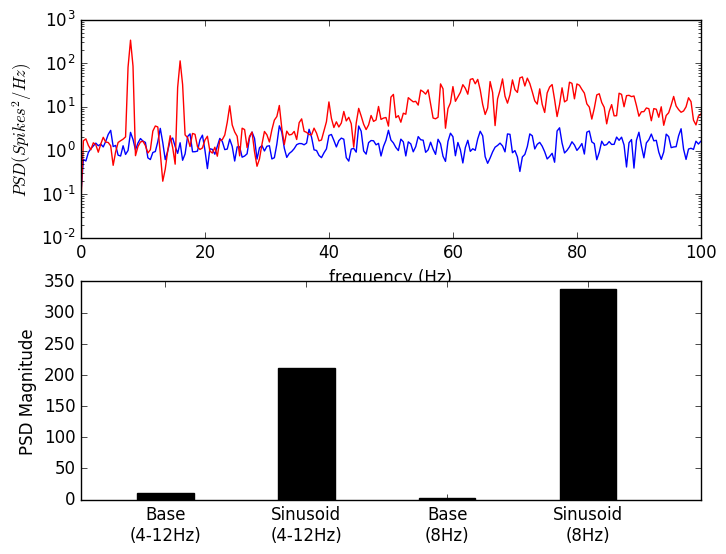 10^3
10^2
10^1
10^0
10^-1
10^-2
PSD(Spikes^2/Hz)
0 20 40 60 80 100
frequency (Hz)
350
300
250
200
150
100
50
0
PSD Magnitude
Base Sinusoid Base Sinusoid
(4-12Hz) (4-12Hz) (8Hz) (8Hz)